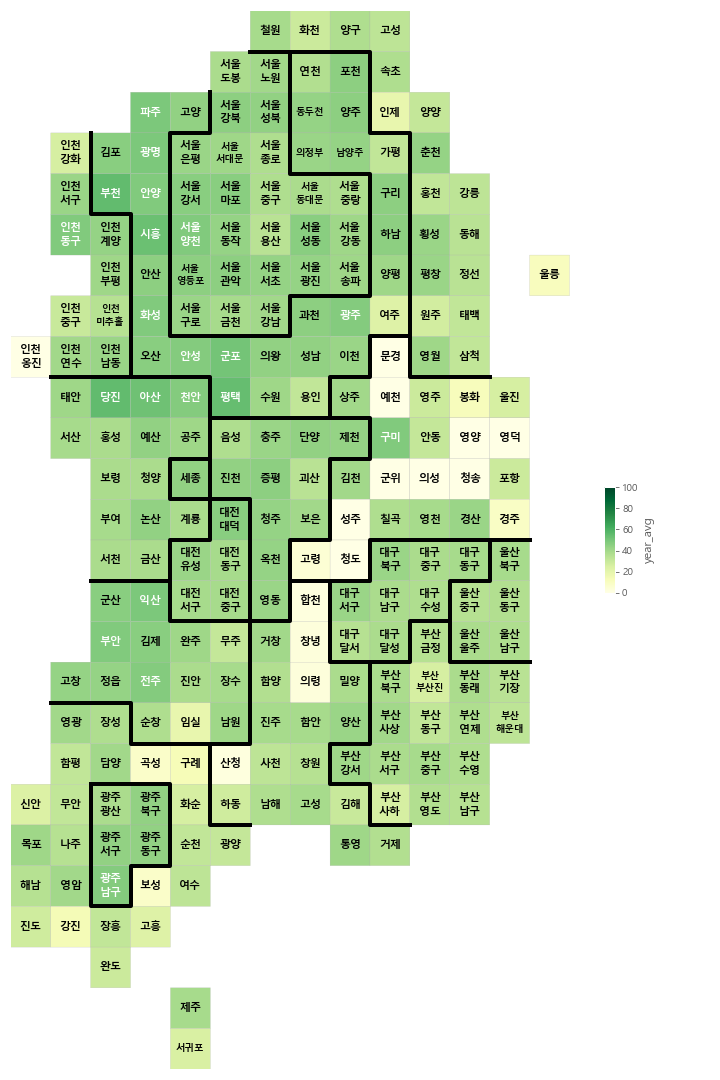 철원 화천 양구 고성
서울 도봉 서울 노원 연천 포천 속초
파주 고양 서울 강북 서울 성북 동두천 양주 인제 양양
인천 강화 김포 광명 서울 은평 서울 서대문 서울 종로 의정부 남양주 가평 춘천
인천 서구 부천 안양 서울 강서 서울 마포 서울 중구 서울 동대문 서울 중랑 구리 홍천 강릉
인천 동구 인천 계양 시흥 서울 양천 서울 동작 서울 용산 서울 성동 서울 강동 하남 횡성 동해
인천 부평 안산 서울 영등포 서울 관악 서울 서초 서울 광진 서울 송파 양평 평창 정선 울릉
인천 중구 인천 미추홀 화성 서울 구로 서울 금천 서울 강남 과천 광주 여주 원주 태백
인천 옹진 인천 연수 인천 남동 오산 안성 군포 의왕 성남 이천 문경 영월 삼척
태안 당진 아산 천안 평택 수원 용인 상주 예천 영주 봉화 울진
서산 홍성 예산 공주 음성 충주 단양 제천 구미 안동 영양 영덕
보령 청양 세종 진천 증평 괴산 김천 군위 의성 청송 포항
부여 논산 계룡 대전 대덕 청주 보은 성주 칠곡 영천 경산 경주
서천 금산 대전 유성 대전 동구 옥천 고령 청도 대구 북구 대구 중구 대구 동구 울산 북구
군산 익산 대전 서구 대전 중구 영동 합천 대구 서구 대구 남구 대구 수성 울산 중구 울산 동구
부안 김제 완주 무주 거창 창녕 대구 달서 대구 달성 부산 금정 울산 울주 울산 남구
고창 정읍 전주 진안 장수 함양 의령 밀양 부산 북구 부산 부산진 부산 동래 부산 기장
영광 장성 순창 임실 남원 진주 함안 양산 부산 사상 부산 동구 부산 연제 부산 해운대
함평 담양 곡성 구례 산청 사천 창원 부산 강서 부산 서구 부산 중구 부산 수영
신안 무안 광주 광산 광주 북구 화순 하동 남해 고성 김해 부산 사하 부산 영도 부산 남구
목포 나주 광주 서구 광주 동구 순천 광양 통영 거제
해남 영암 광주 남구 보성 여수
진도 강진 장흥 고흥
완도
제주
서귀포
100
80
60
40
20
0
year_avg